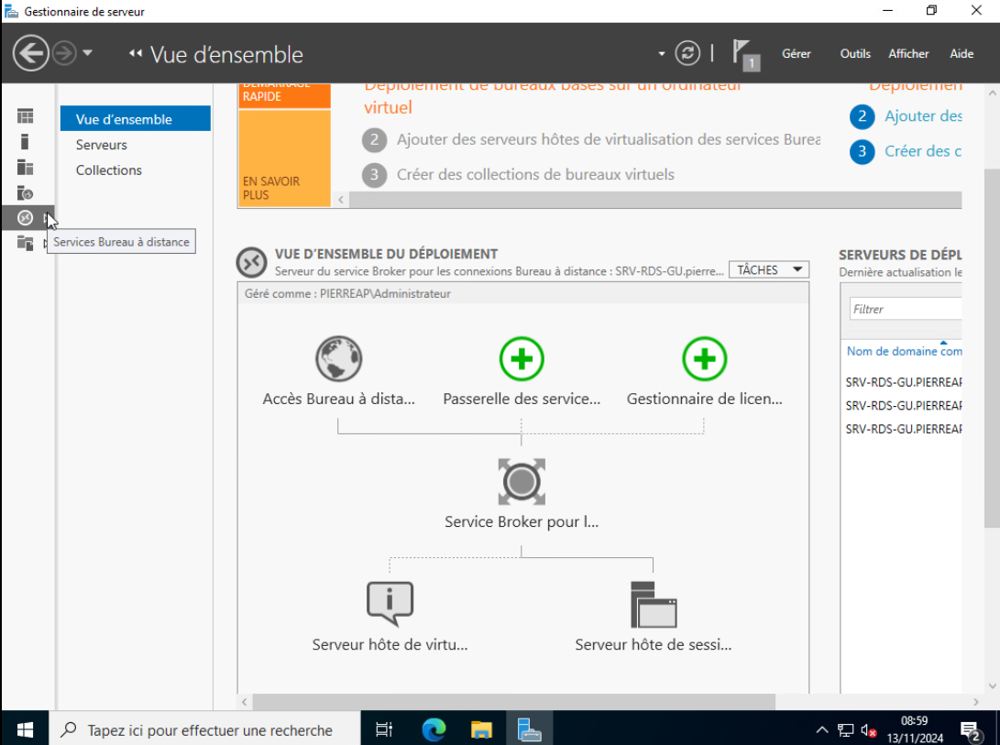 Gestionnaire de serveur
Vue d'ensemble
1
Gérer
Outils
Afficher
Aide
Vue d'ensemble
Serveurs
Collections
Services Bureau à distance
DÉMARRAGE
RAPIDE
EN SAVOIR
PLUS
Déploiement de bureaux basés sur un ordinateur
virtuel
2 Ajouter des serveurs hôtes de virtualisation des services Burea
3 Créer des collections de bureaux virtuels
Déploiemen
2 Ajouter des
3 Créer des c
VUE D'ENSEMBLE DU DÉPLOIEMENT
Serveur du service Broker pour les connexions Bureau à distance : SRV-RDS-GU.pierre...
TÂCHES
Géré comme : PIERREAP\Administrateur
Accès Bureau à dista...
Passerelle des service...
Gestionnaire de licen...
Service Broker pour l...
Serveur hôte de virtu...
Serveur hôte de sessi...
SERVEURS DE DÉPL
Dernière actualisation le
Filtrer
Nom de domaine com
SRV-RDS-GU.PIERREAP
SRV-RDS-GU.PIERREAP
SRV-RDS-GU.PIERREAP
Tapez ici pour effectuer une recherche
08:59
13/11/2024
2